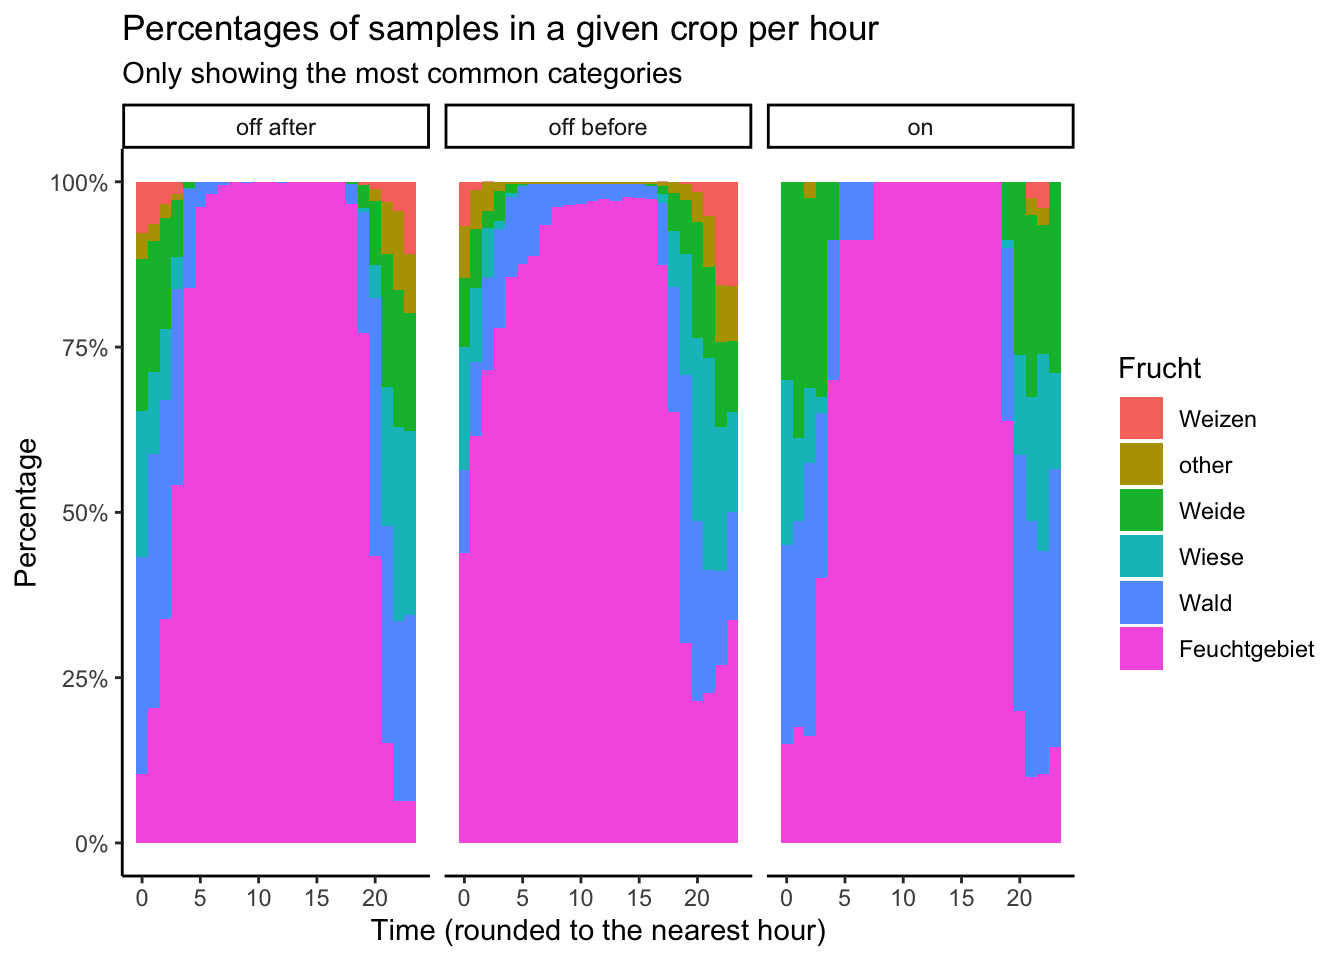 Percentages of samples in a given crop per hour
Only showing the most common categories
off after
off before
on
100%
75%
50%
25%
0%
Percentage
0 5 10 15 20
0 5 10 15 20
0 5 10 15 20
Time (rounded to the nearest hour)
Frucht
Weizen
other
Weide
Wiese
Wald
Feuchtgebiet